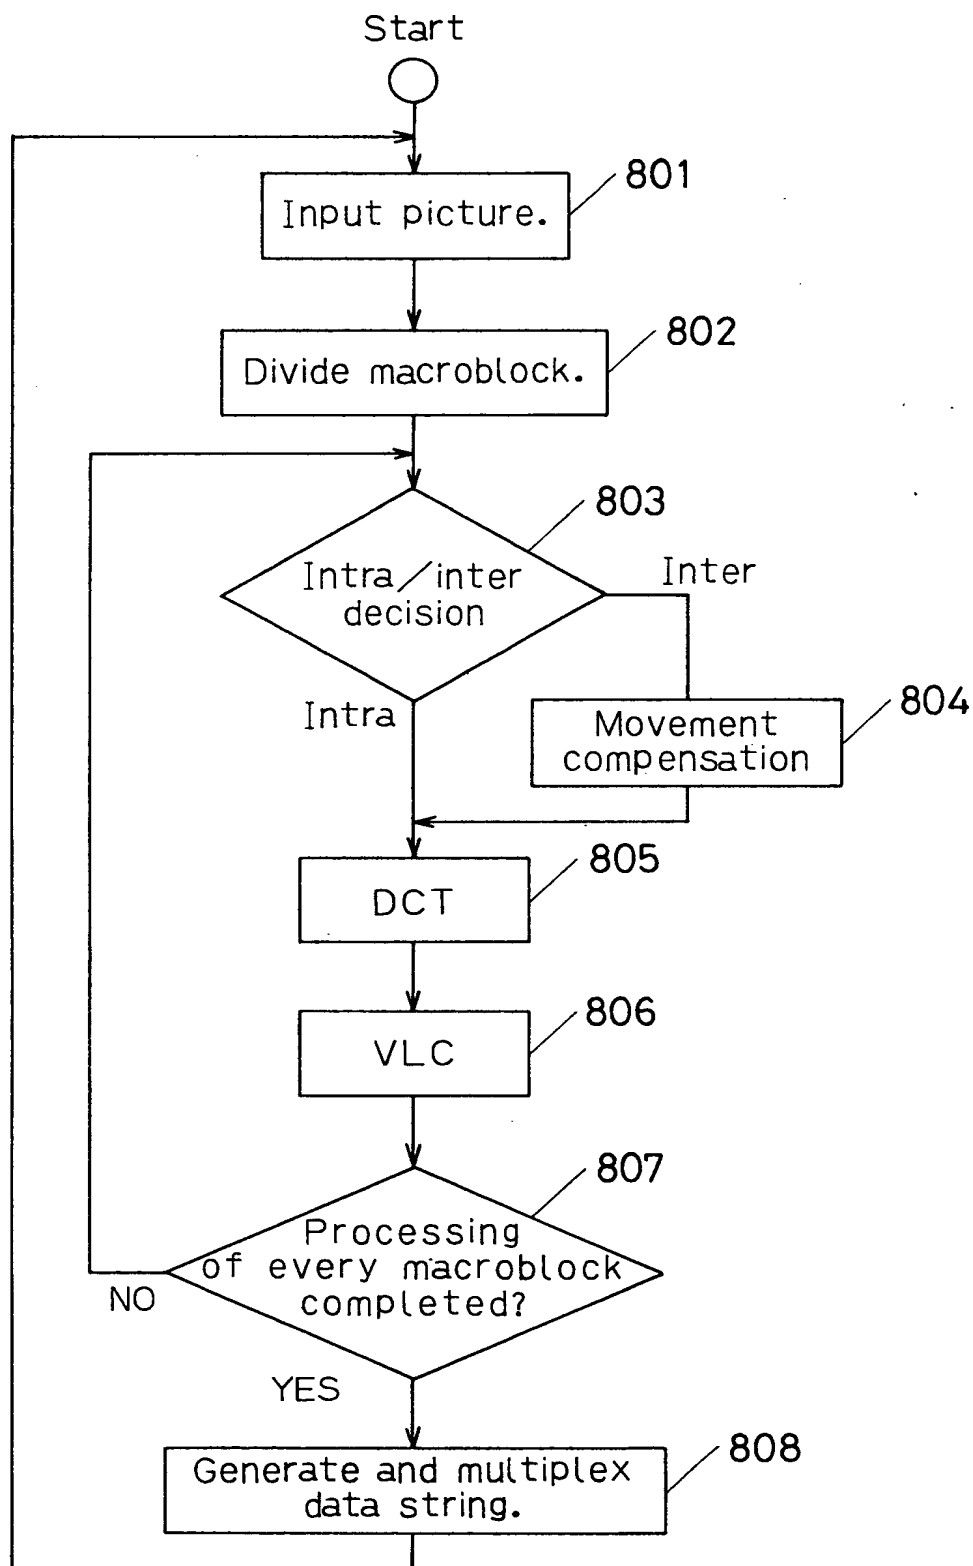 Start
801
Input picture.
802
Divide macroblock.
803
Intra/inter
decision
Inter
Intra
804
Movement
compensation
805
DCT
806
VLC
807
Processing
of every macroblock
completed?
NO
YES
808
Generate and multiplex
data string.